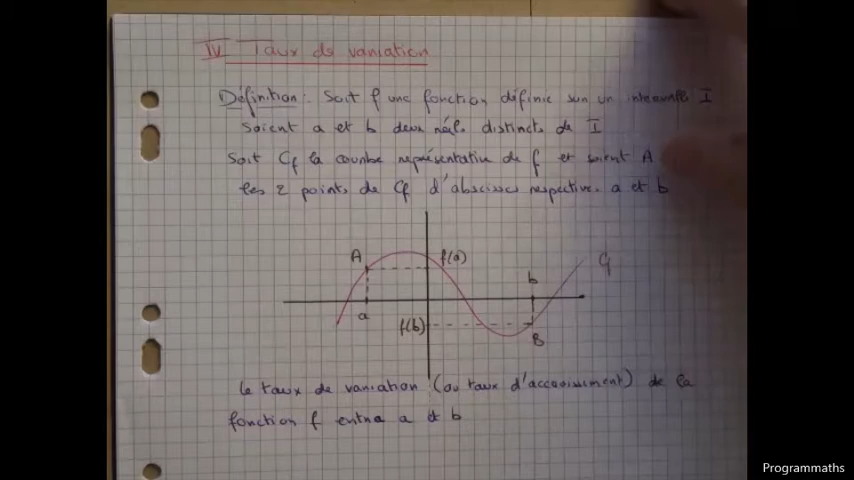 IV Taux de variation
Définition : Soit f une fonction définie sur un intervalle I
soient a et b deux réels distincts de I
Soit Cf la courbe représentative de f et soient A
les 2 points de Cf d'abscisses respectives a et b
A
f(a)
Cf
b
a
f(b)
B
le taux de variation (ou taux d'accroissement) de la
fonction f entre a et b
Programmaths